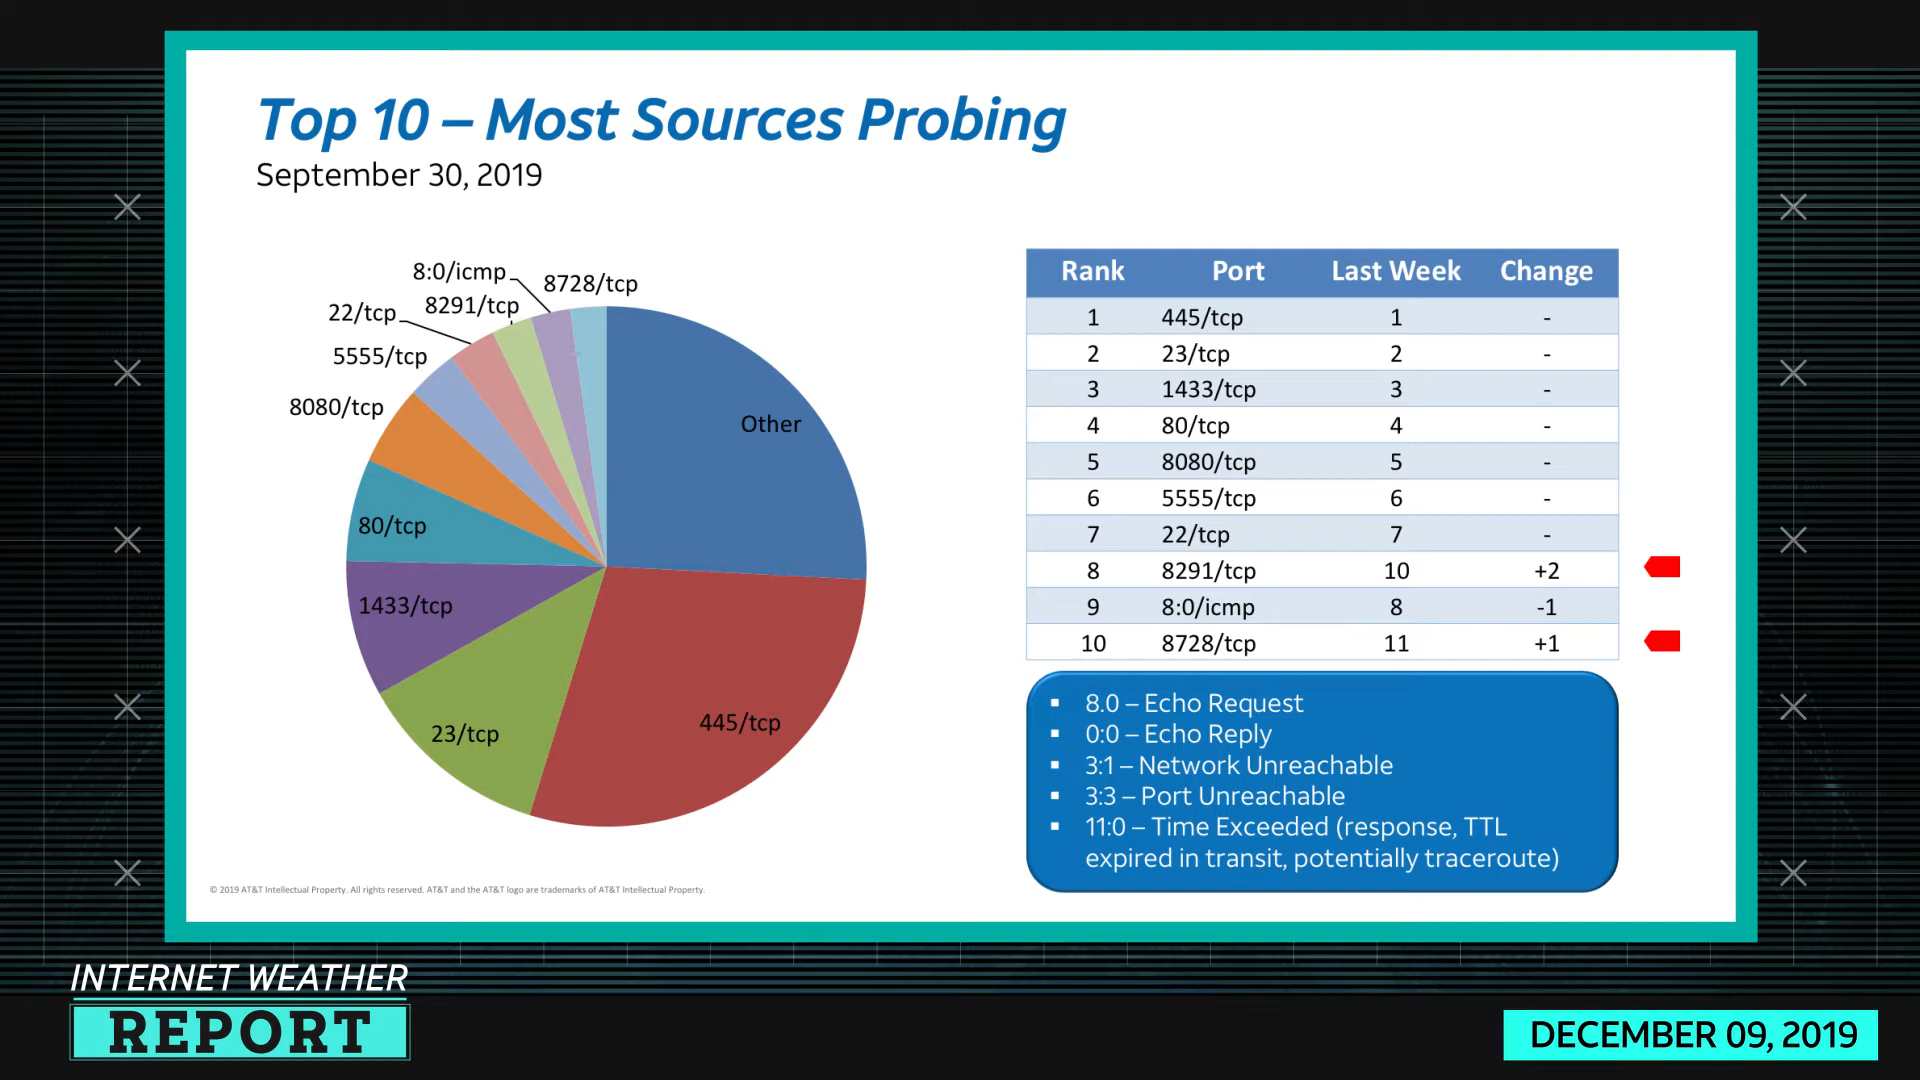 Top 10 – Most Sources Probing
September 30, 2019
8:0/icmp
8728/tcp
22/tcp
8291/tcp
5555/tcp
8080/tcp
Other
80/tcp
1433/tcp
23/tcp
445/tcp
Rank Port Last Week Change
1 445/tcp 1 -
2 23/tcp 2 -
3 1433/tcp 3 -
4 80/tcp 4 -
5 8080/tcp 5 -
6 5555/tcp 6 -
7 22/tcp 7 -
8 8291/tcp 10 +2
9 8:0/icmp 8 -1
10 8728/tcp 11 +1
▪ 8.0 – Echo Request
▪ 0:0 – Echo Reply
▪ 3:1 – Network Unreachable
▪ 3:3 – Port Unreachable
▪ 11:0 – Time Exceeded (response, TTL
expired in transit, potentially traceroute)
© 2019 AT&T Intellectual Property. All rights reserved. AT&T and the AT&T logo are trademarks of AT&T Intellectual Property.
INTERNET WEATHER
REPORT
DECEMBER 09, 2019